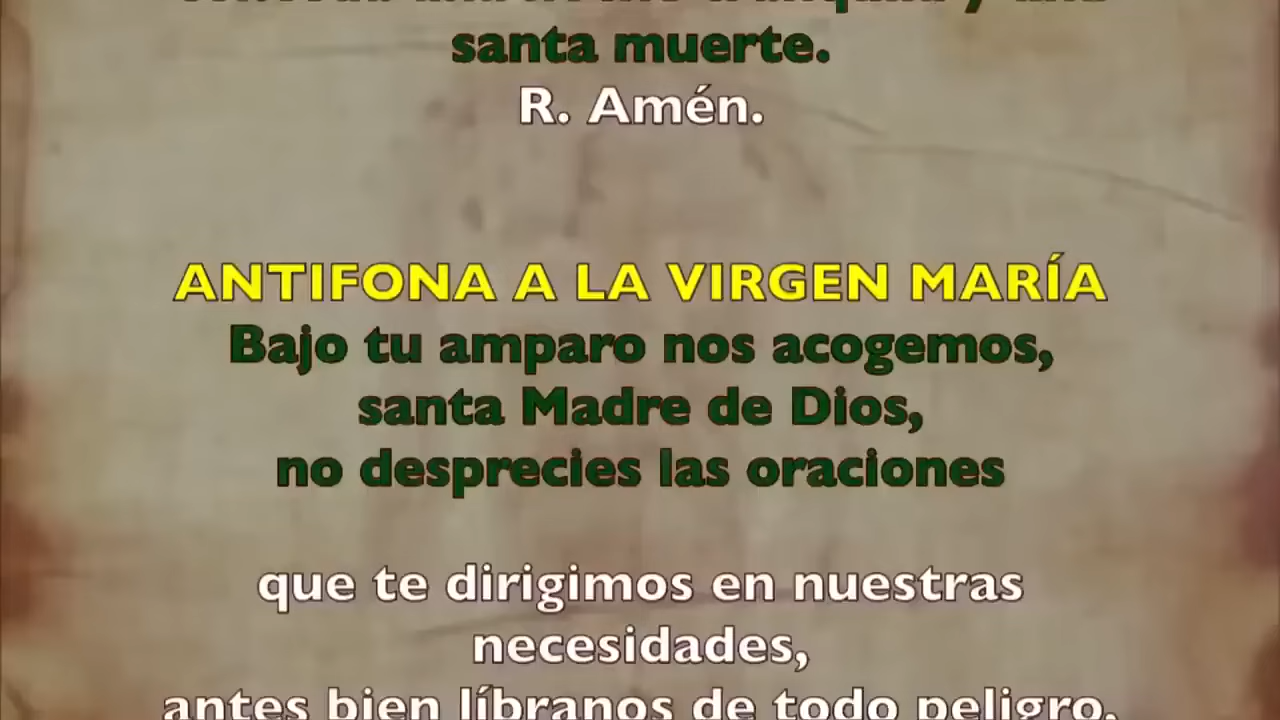 santa muerte.
R. Amén.
ANTIFONA A LA VIRGEN MARÍA
Bajo tu amparo nos acogemos,
santa Madre de Dios,
no desprecies las oraciones
que te dirigimos en nuestras
necesidades,
antes bien líbranos de todo peligro,